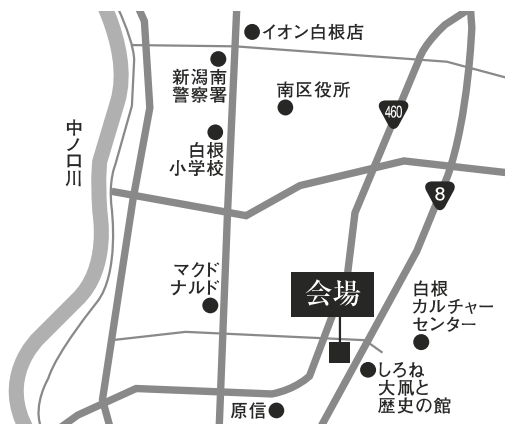 イオン白根店
新潟南
警察署
南区役所
460
中ノ口川
白根
小学校
8
マクド
ナルド
会場
白根
カルチャー
センター
しろね
大凧と
歴史の館
原信